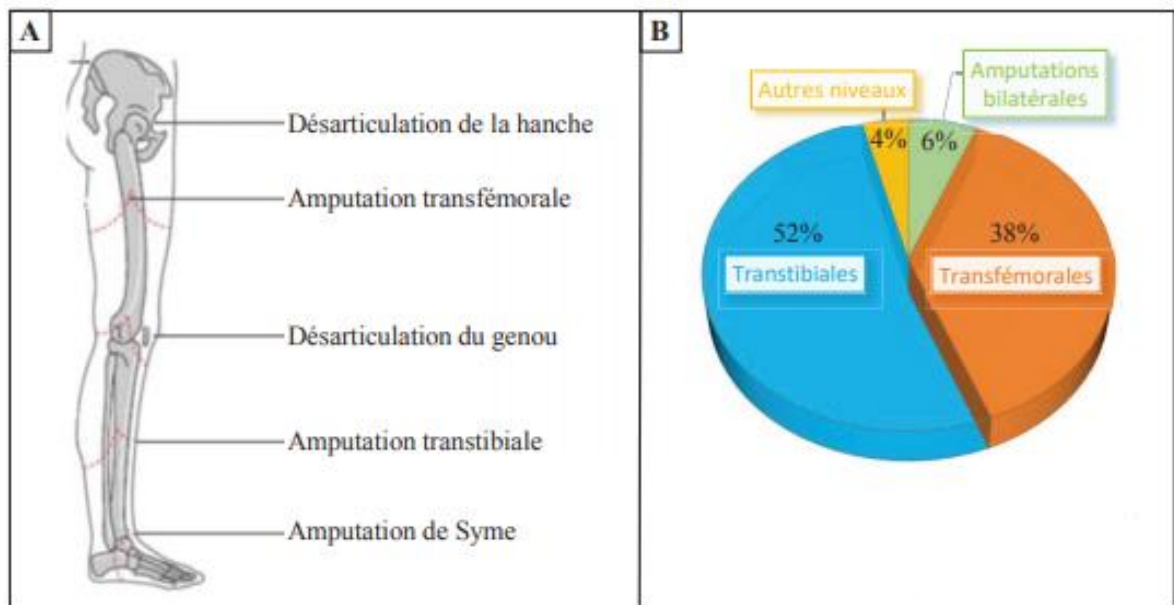 A
Désarticulation de la hanche
Amputation transfémorale
Désarticulation du genou
Amputation transtibiale
Amputation de Syme
B
Autres niveaux
Amputations
bilatérales
4%
6%
52%
38%
Transtibiales
Transfémorales